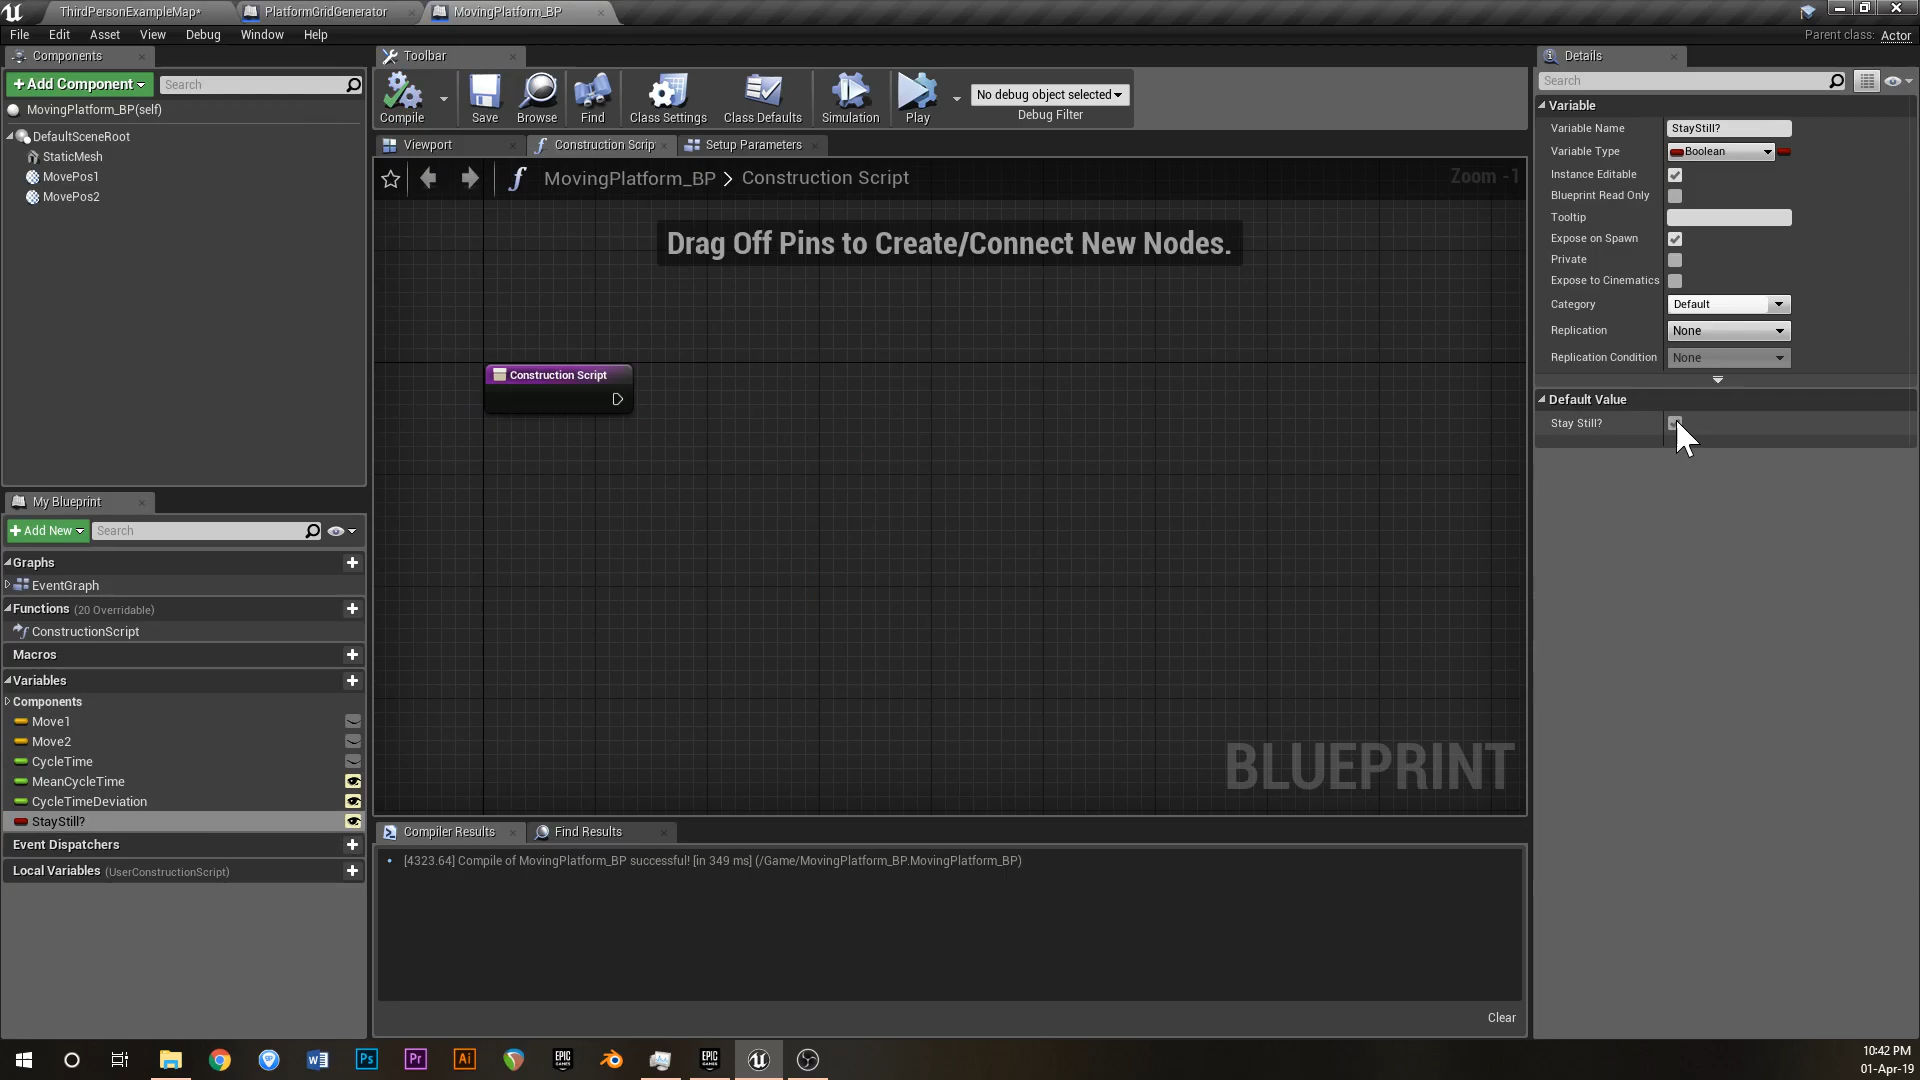 ThirdPersonExampleMap*
PlatformGridGenerator
MovingPlatform_BP
File Edit Asset View Debug Window Help
Parent class: Actor
Components
+ Add Component
Search
MovingPlatform_BP(self)
DefaultSceneRoot
StaticMesh
MovePos1
MovePos2
Toolbar
Compile
Save
Browse
Find
Class Settings
Class Defaults
Simulation
Play
No debug object selected
Debug Filter
Viewport
Construction Scrip
Setup Parameters
MovingPlatform_BP > Construction Script
Zoom -1
Drag Off Pins to Create/Connect New Nodes.
Construction Script
BLUEPRINT
My Blueprint
+ Add New
Search
Graphs
EventGraph
Functions (20 Overridable)
ConstructionScript
Macros
Variables
Components
Move1
Move2
CycleTime
MeanCycleTime
CycleTimeDeviation
StayStill?
Event Dispatchers
Local Variables (UserConstructionScript)
Compiler Results
Find Results
[4323.64] Compile of MovingPlatform_BP successful! [in 349 ms] (/Game/MovingPlatform_BP.MovingPlatform_BP)
Clear
Details
Search
Variable
Variable Name StayStill?
Variable Type Boolean
Instance Editable
Blueprint Read Only
Tooltip
Expose on Spawn
Private
Expose to Cinematics
Category Default
Replication None
Replication Condition None
Default Value
Stay Still?
Ps
Pr
Ai
EPIC GAMES
EPIC GAMES
10:42 PM
01-Apr-19